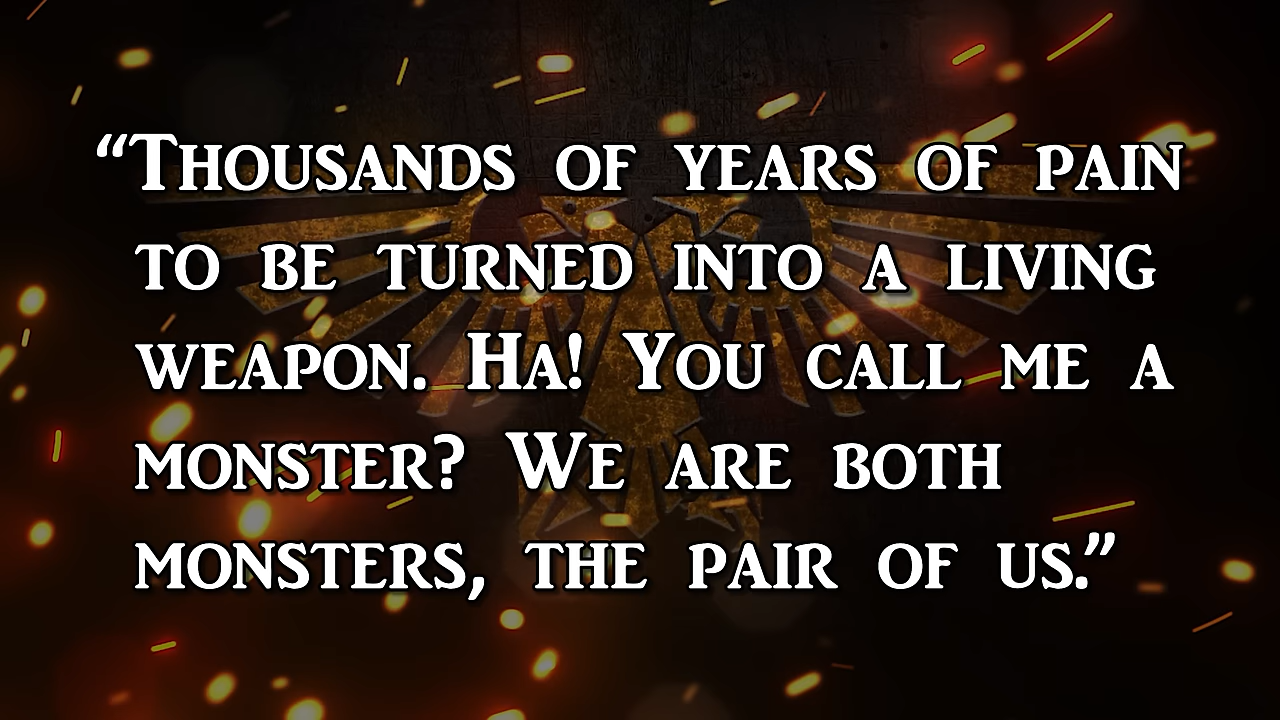 “Thousands of years of pain
to be turned into a living
weapon. Ha! You call me a
monster? We are both
monsters, the pair of us.”